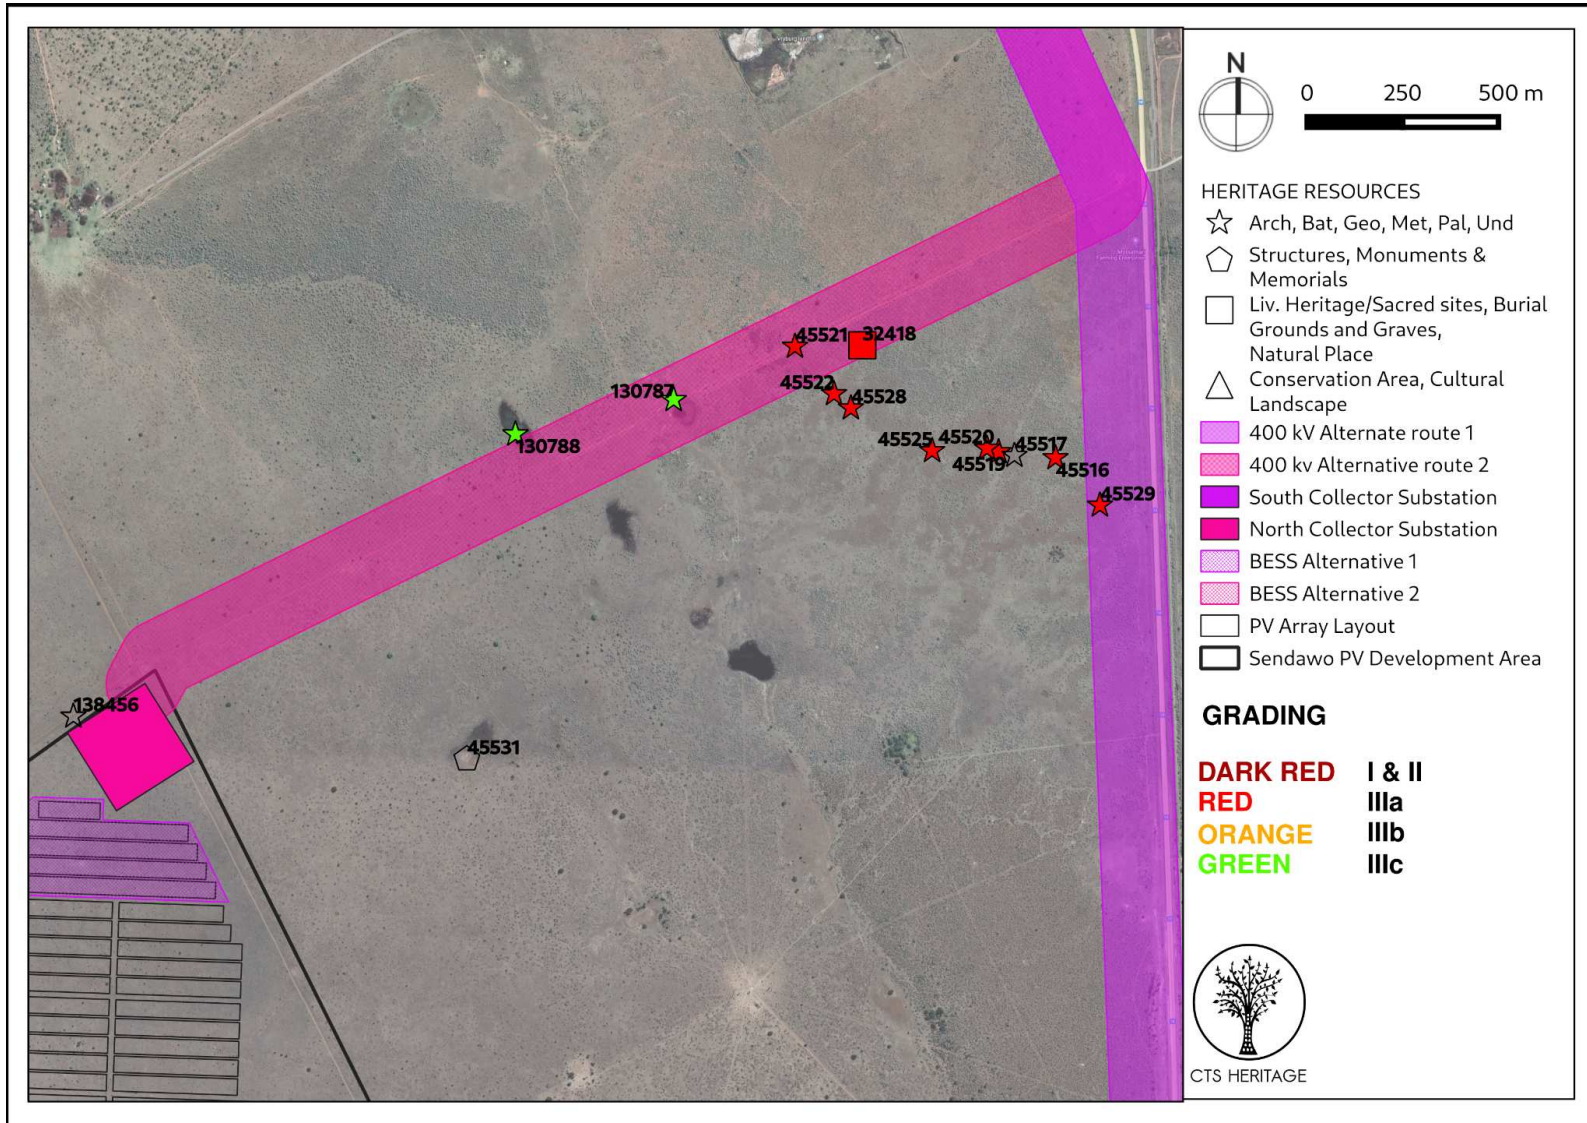 N
0 250 500 m
HERITAGE RESOURCES
Arch, Bat, Geo, Met, Pal, Und
Structures, Monuments &
Memorials
Liv. Heritage/Sacred sites, Burial
Grounds and Graves,
Natural Place
Conservation Area, Cultural
Landscape
400 kV Alternate route 1
400 kv Alternative route 2
South Collector Substation
North Collector Substation
BESS Alternative 1
BESS Alternative 2
PV Array Layout
Sendawo PV Development Area
GRADING
DARK RED I & II
RED IIIa
ORANGE IIIb
GREEN IIIc
CTS HERITAGE
45521
32418
45522
45528
130787
130788
45525
45520
45517
45519
45516
45529
138456
45531